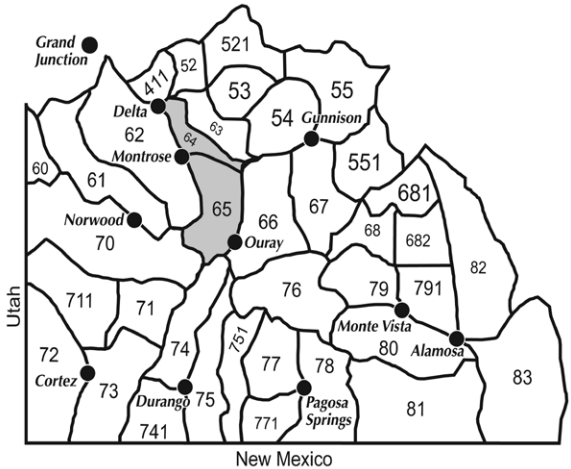 Grand
Junction
521
52
411
55
53
Delta
54
Gunnison
63
62
64
Montrose
551
60
61
681
65
67
Norwood
66
68
682
70
Ouray
82
76
79
791
711
71
Utah
Monte Vista
751
74
80
Alamosa
72
77
78
83
Cortez
73
Durango
75
Pagosa
Springs
81
771
741
New Mexico